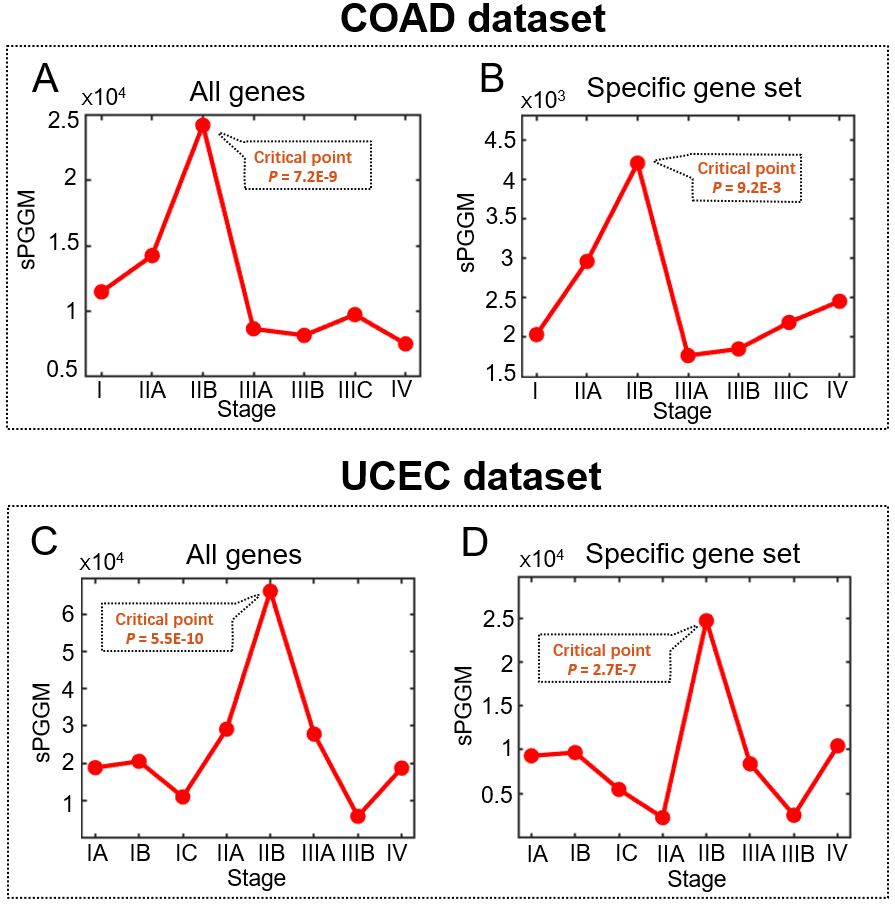 COAD dataset
A
x10⁴
All genes
2.5
2
1.5
1
0.5
sPGGM
Critical point
P = 7.2E-9
I IIA IIB IIIA IIIB IIIC IV
Stage
B
x10³
Specific gene set
4.5
4
3.5
3
2.5
2
1.5
sPGGM
Critical point
P = 9.2E-3
I IIA IIB IIIA IIIB IIIC IV
Stage
UCEC dataset
C
x10⁴
All genes
6
5
4
3
2
1
sPGGM
Critical point
P = 5.5E-10
IA IB IC IIA IIB IIIA IIIB IV
Stage
D
x10⁴
Specific gene set
2.5
2
1.5
1
0.5
sPGGM
Critical point
P = 2.7E-7
IA IB IC IIA IIB IIIA IIIB IV
Stage